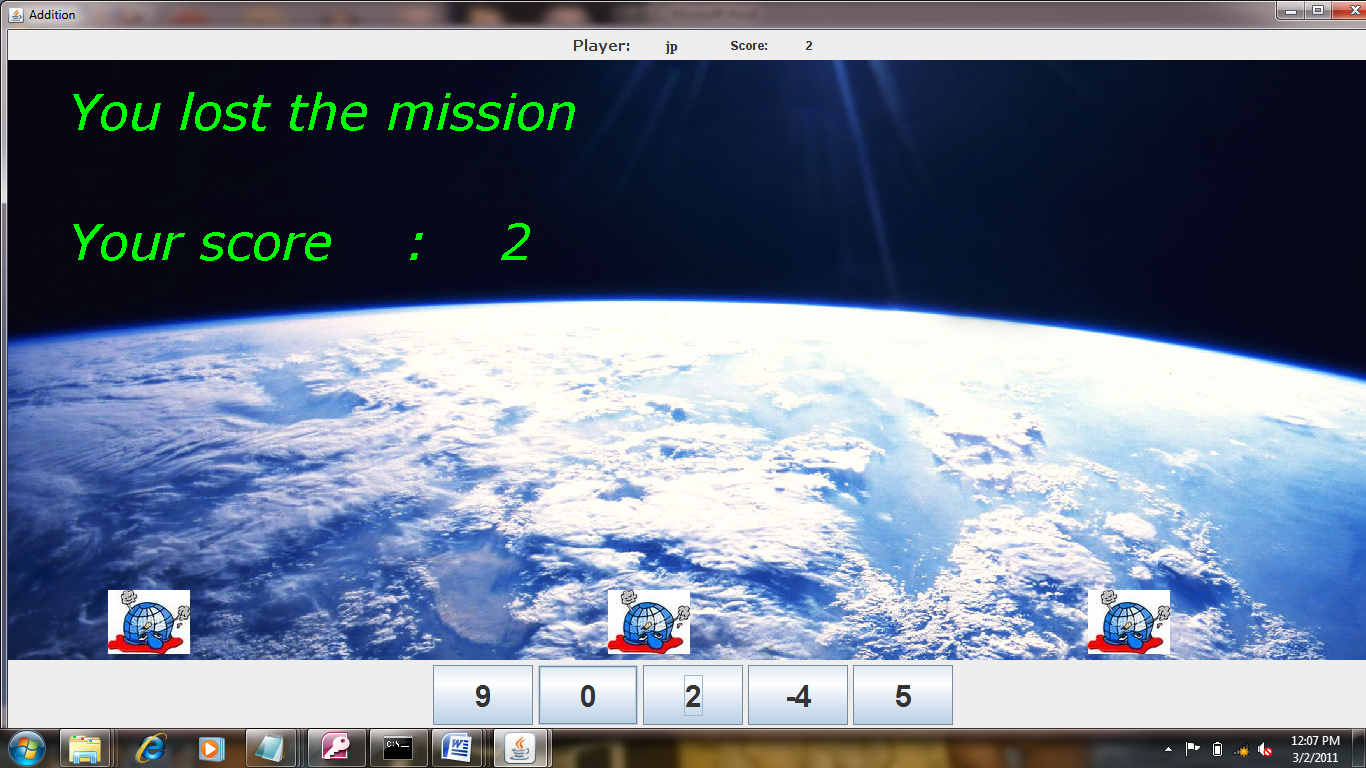 Addition
Player: jp Score: 2
You lost the mission
Your score : 2
9 0 2 -4 5
C:\
W
12:07 PM
3/2/2011